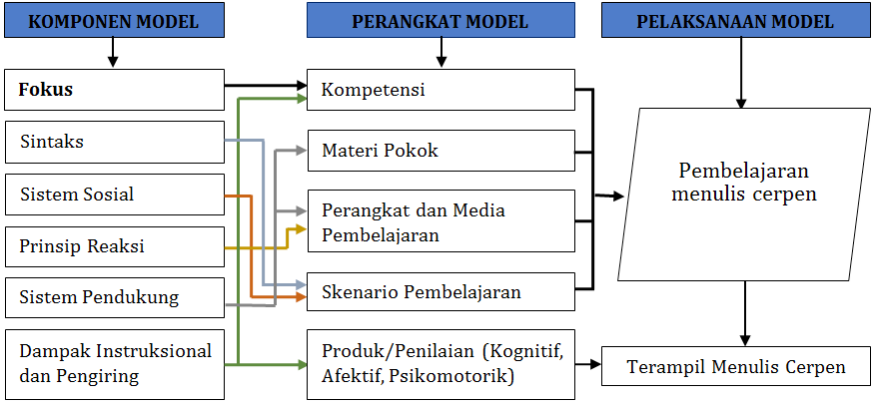 KOMPONEN MODEL
PERANGKAT MODEL
PELAKSANAAN MODEL
Fokus
Sintaks
Sistem Sosial
Prinsip Reaksi
Sistem Pendukung
Dampak Instruksional
dan Pengiring
Kompetensi
Materi Pokok
Perangkat dan Media
Pembelajaran
Skenario Pembelajaran
Produk/Penilaian (Kognitif,
Afektif, Psikomotorik)
Pembelajaran
menulis cerpen
Terampil Menulis Cerpen